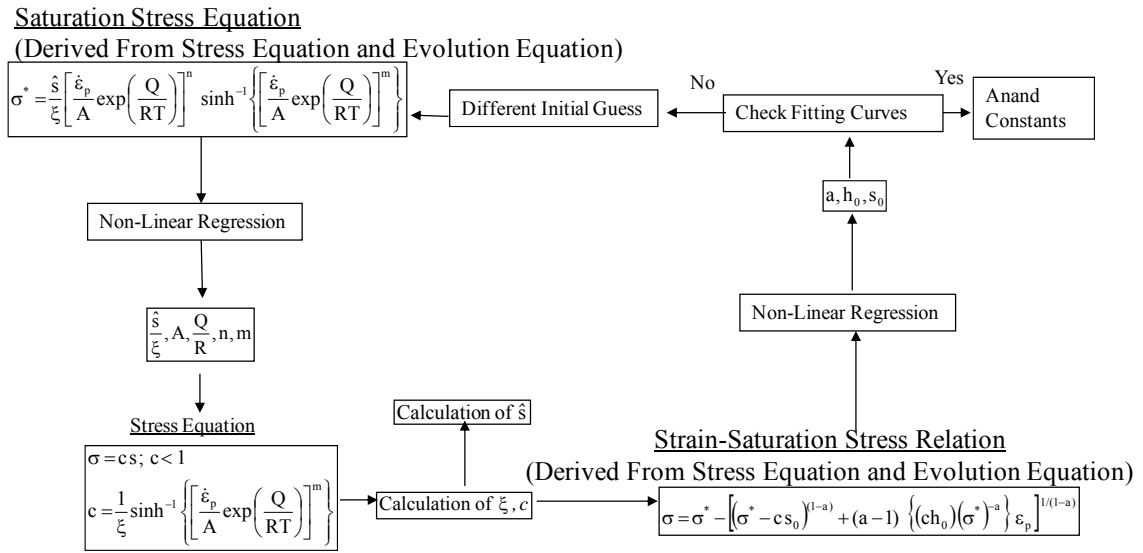 Saturation Stress Equation
(Derived From Stress Equation and Evolution Equation)
σ* = ŝ/ξ [ε̇ₚ/A exp(Q/RT)]ⁿ sinh⁻¹{[ε̇ₚ/A exp(Q/RT)]ᵐ}
Different Initial Guess
No
Check Fitting Curves
Yes
Anand
Constants
Non-Linear Regression
a, h₀, s₀
ŝ/ξ, A, Q/R, n, m
Non-Linear Regression
Stress Equation
σ = c s; c < 1
c = 1/ξ sinh⁻¹{[ε̇ₚ/A exp(Q/RT)]ᵐ}
Calculation of ŝ
Calculation of ξ, c
Strain-Saturation Stress Relation
(Derived From Stress Equation and Evolution Equation)
σ = σ* − [(σ* − c s₀)^(1−a) + (a−1) {(ch₀)(σ*)^−a} εₚ]^1/(1−a)